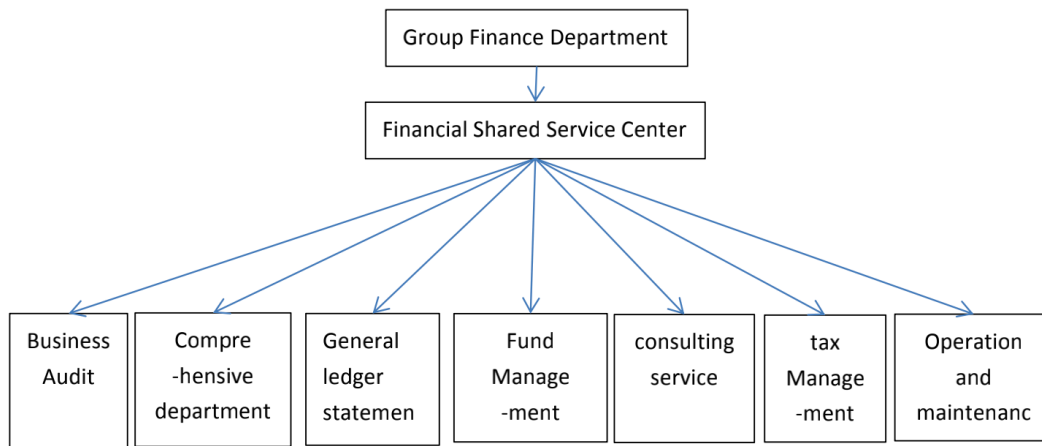 Group Finance Department
Financial Shared Service Center
Business
Audit
Compre
-hensive
department
General
ledger
statemen
Fund
Manage
-ment
consulting
service
tax
Manage
-ment
Operation
and
maintenanc